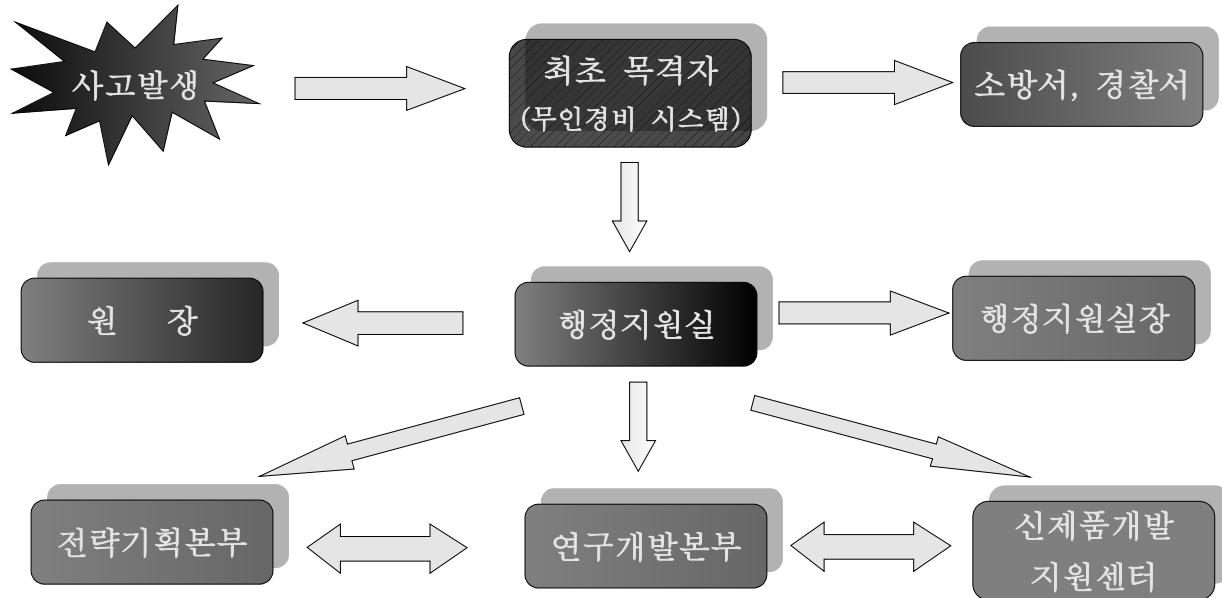 사고발생
최초 목격자
(무인경비 시스템)
소방서, 경찰서
원 장
행정지원실
행정지원실장
전략기획본부
연구개발본부
신제품개발
지원센터